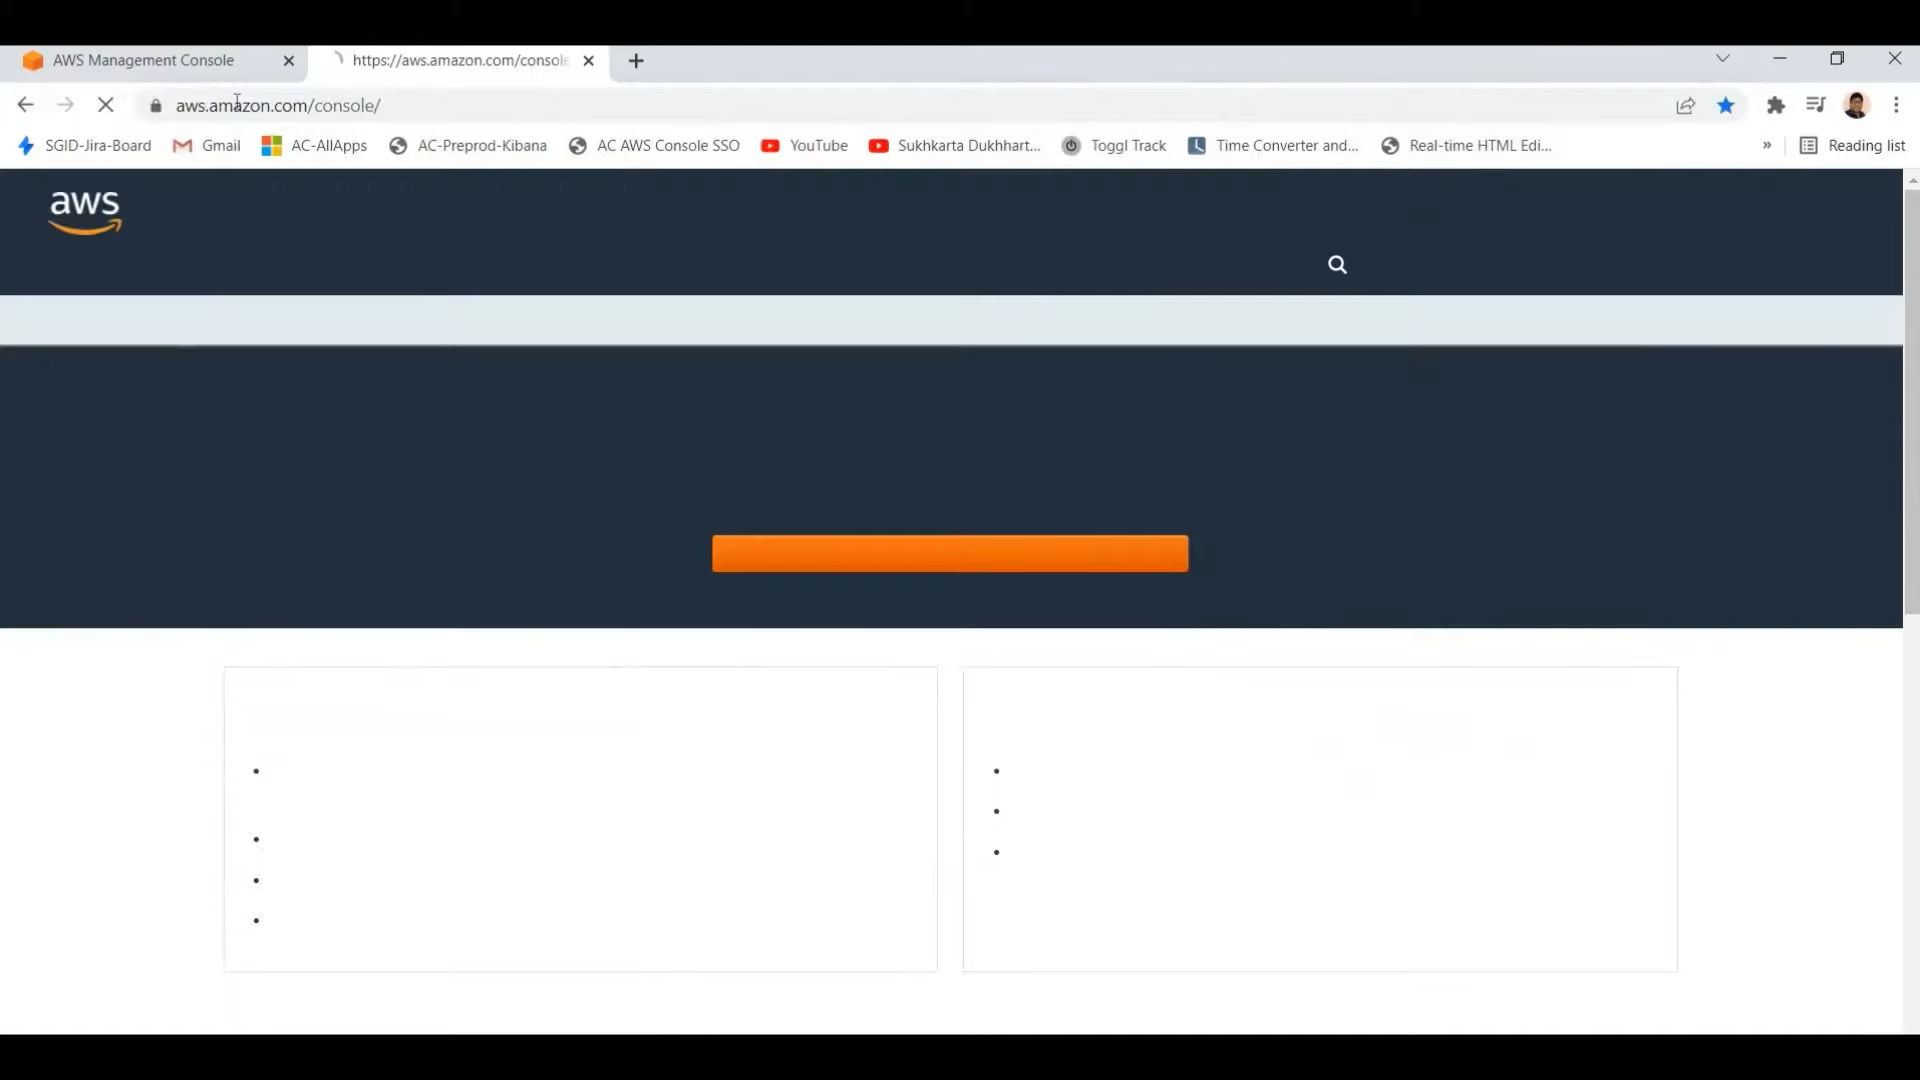 AWS Management Console
https://aws.amazon.com/console
aws.amazon.com/console/
SGID-Jira-Board
Gmail
AC-AllApps
AC-Preprod-Kibana
AC AWS Console SSO
YouTube
Sukhkarta Dukhhart...
Toggl Track
Time Converter and...
Real-time HTML Edi...
»
Reading list
aws